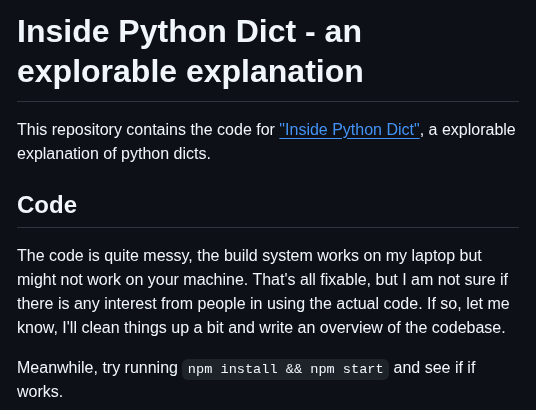 Inside Python Dict - an
explorable explanation
This repository contains the code for "Inside Python Dict", a explorable
explanation of python dicts.
Code
The code is quite messy, the build system works on my laptop but
might not work on your machine. That's all fixable, but I am not sure if
there is any interest from people in using the actual code. If so, let me
know, I'll clean things up a bit and write an overview of the codebase.
Meanwhile, try running npm install && npm start and see if if
works.